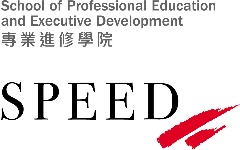 School of Professional Education
and Executive Development
專業進修學院
SPEED